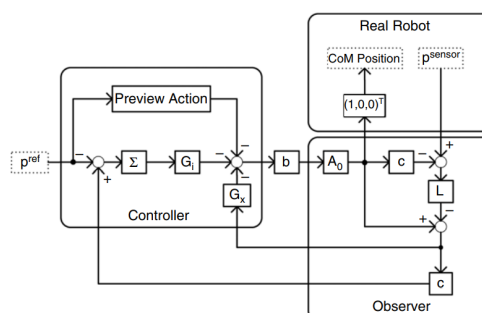 Real Robot
CoM Position
p^sensor
Preview Action
(1,0,0)^T
+
− −
p^ref − Σ G_i − b A_0 c −
+ − L
G_x + −
Controller
c
Observer